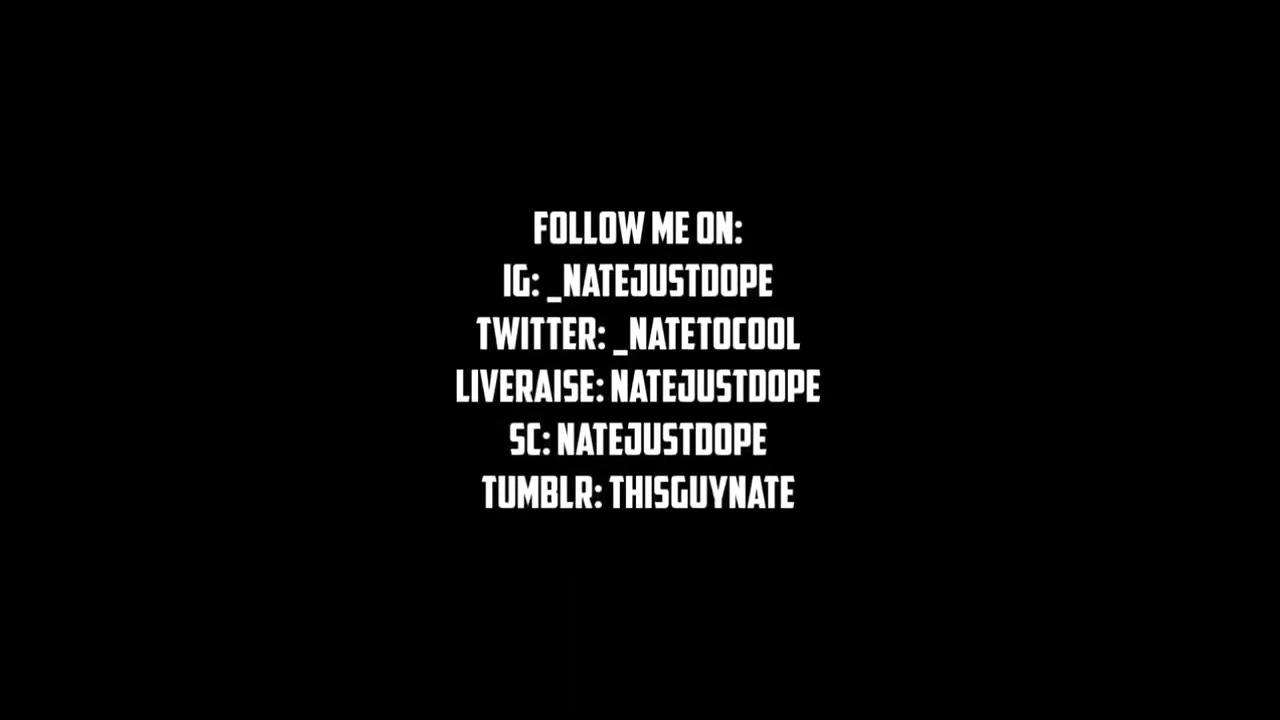 FOLLOW ME ON:
IG: _NATEJUSTDOPE
TWITTER: _NATETOCOOL
LIVERAISE: NATEJUSTDOPE
SC: NATEJUSTDOPE
TUMBLR: THISGUYNATE